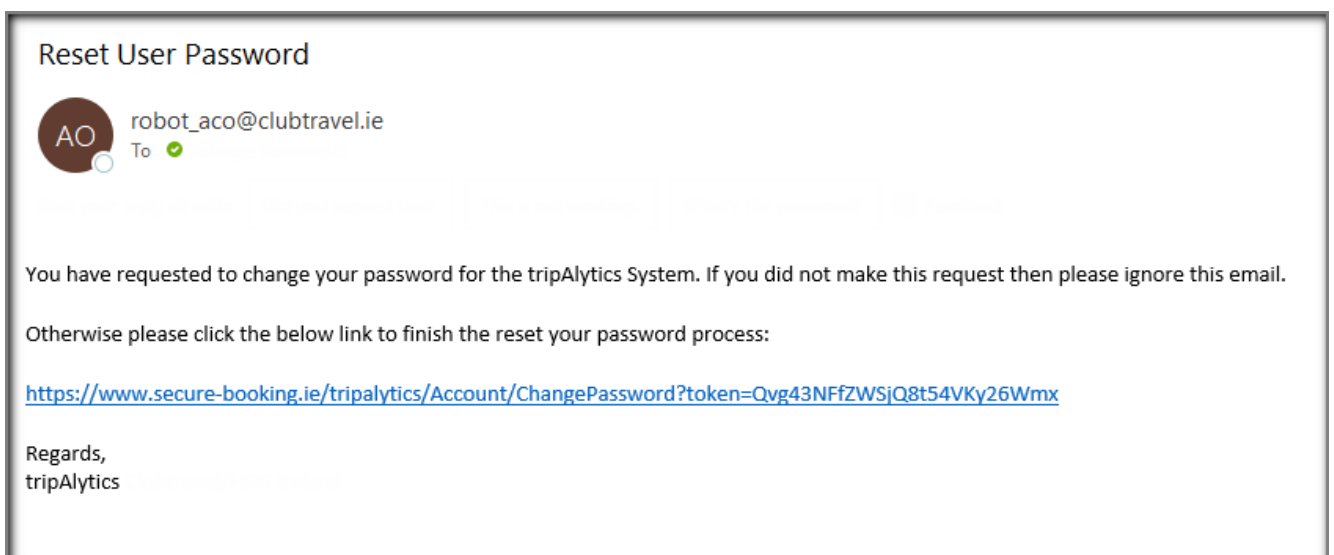 Reset User Password
AO
robot_aco@clubtravel.ie
To
You have requested to change your password for the tripAlytics System. If you did not make this request then please ignore this email.
Otherwise please click the below link to finish the reset your password process:
https://www.secure-booking.ie/tripalytics/Account/ChangePassword?token=Qvg43NFfZWSjQ8t54VKy26Wmx
Regards,
tripAlytics